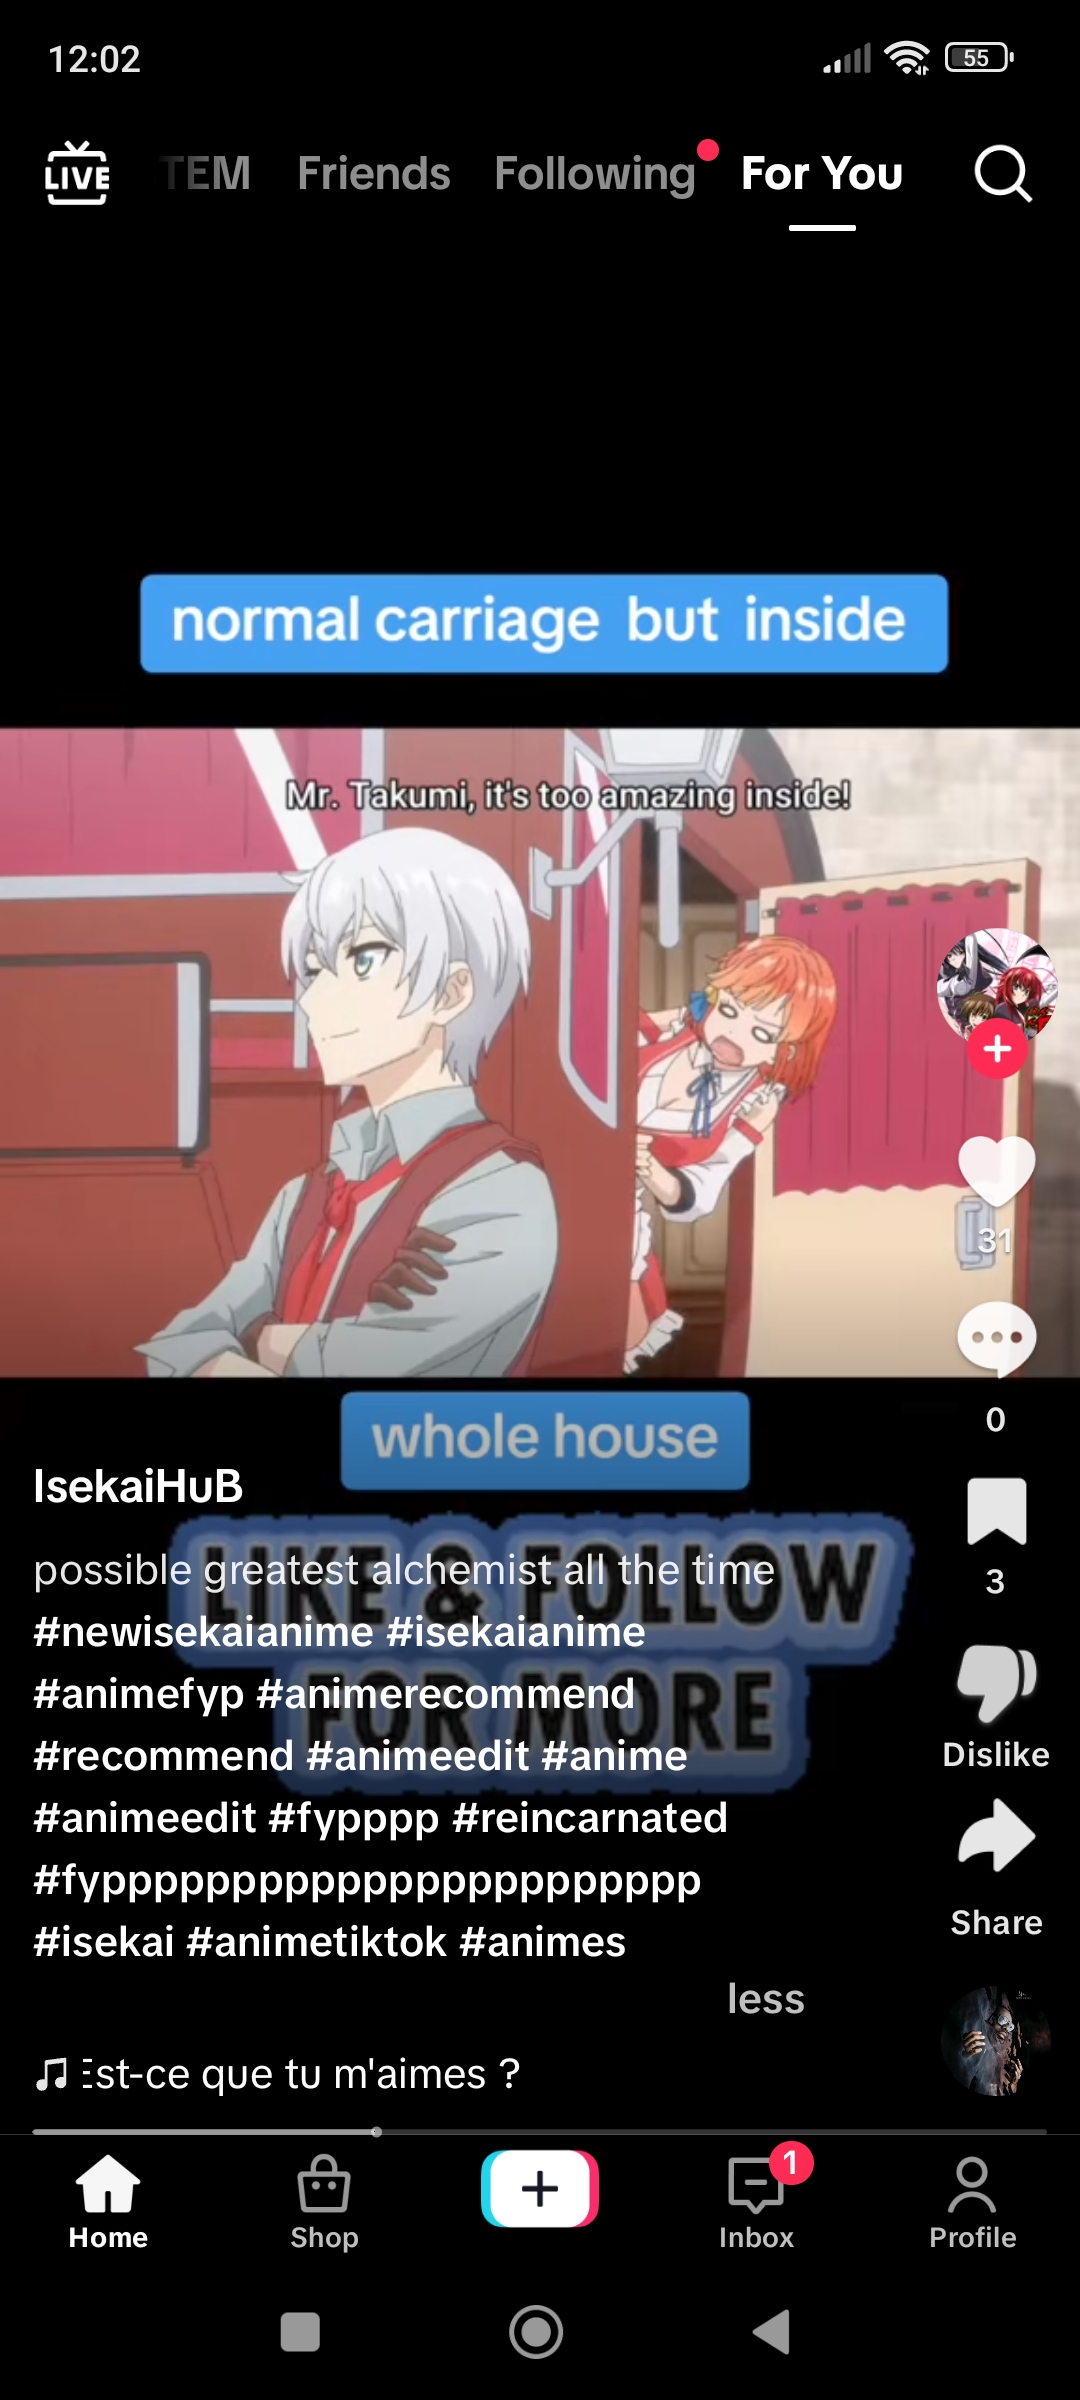 12:02
55
LIVE
TEM Friends Following For You
normal carriage but inside
Mr. Takumi, it's too amazing inside!
31
0
whole house
IsekaiHuB
LIKE & FOLLOW
FOR MORE
possible greatest alchemist all the time
#newisekaianime #isekaianime
#animefyp #animerecommend
#recommend #animeedit #anime
#animeedit #fypppp #reincarnated
#fyppppppppppppppppppppppp
#isekai #animetiktok #animes
less
3
Dislike
Share
Est-ce que tu m'aimes ?
Home
Shop
1
Inbox
Profile